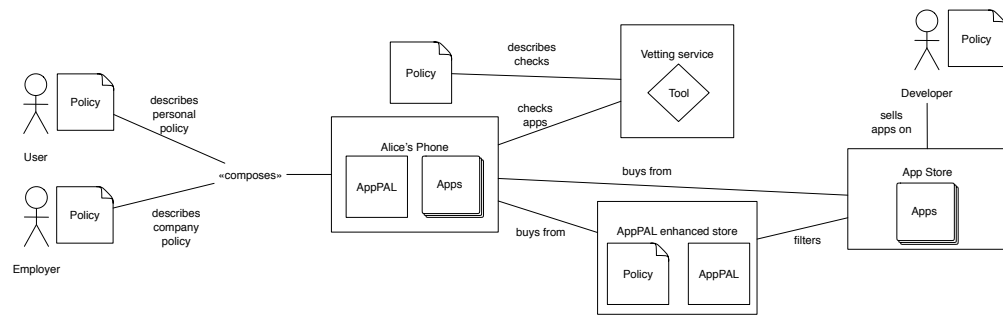 Policy
User
describes
personal
policy
Policy
Employer
describes
company
policy
«composes»
Policy
describes
checks
Vetting service
Tool
checks
apps
Alice's Phone
AppPAL
Apps
buys from
buys from
AppPAL enhanced store
Policy
AppPAL
filters
Policy
Developer
sells
apps on
App Store
Apps